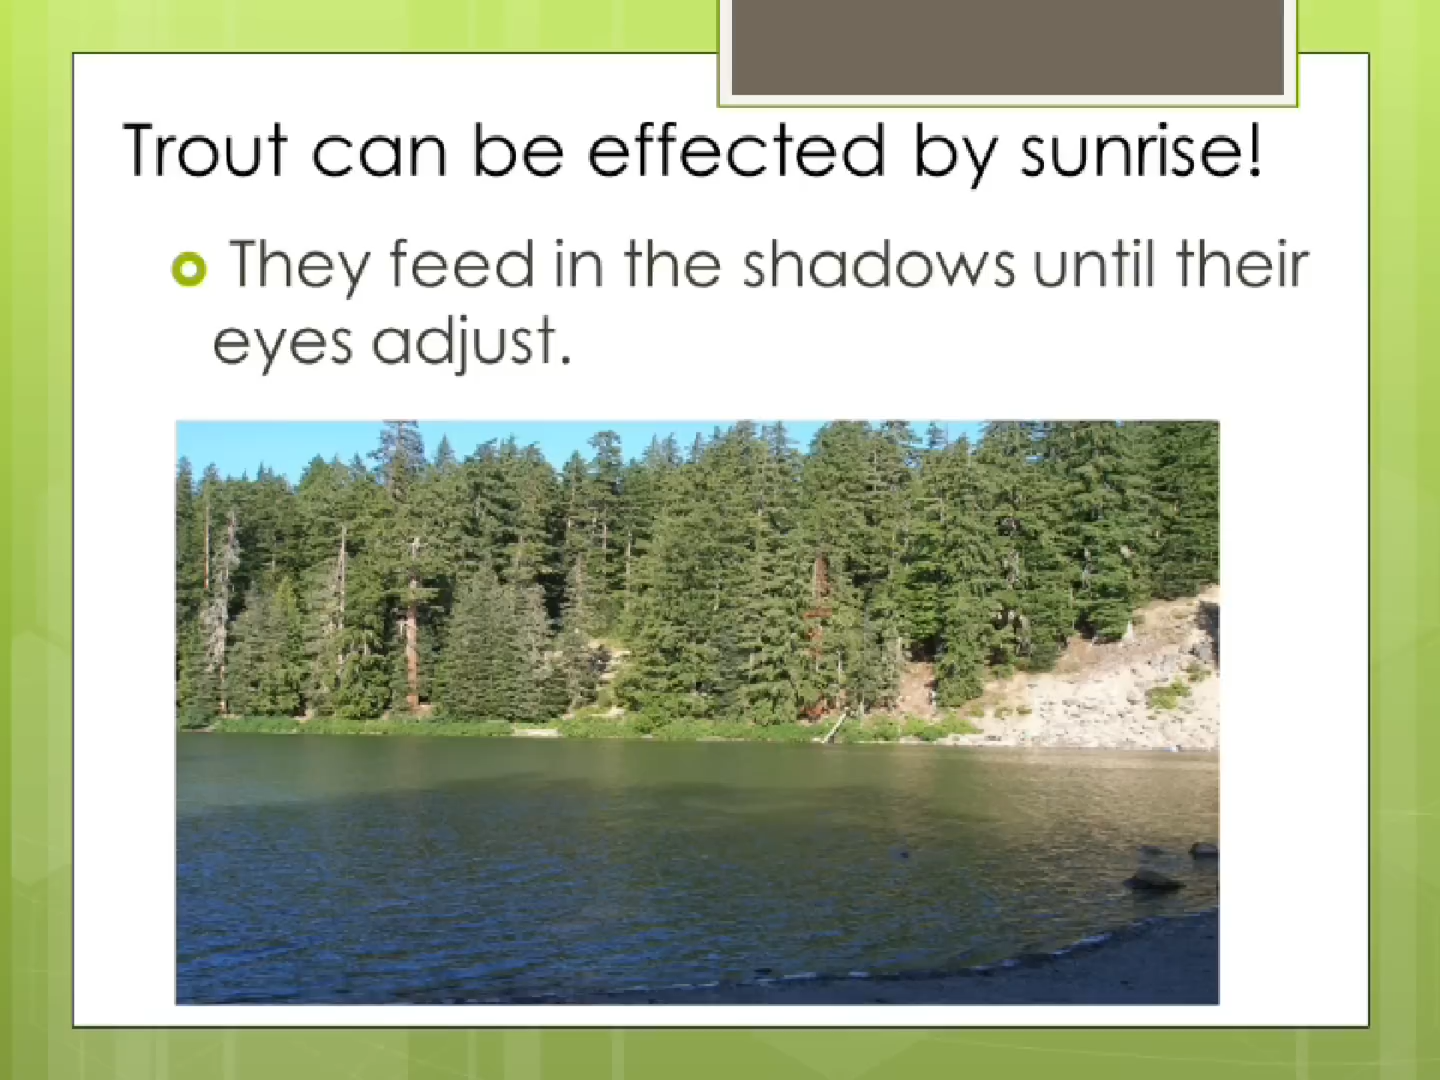 Trout can be effected by sunrise!
They feed in the shadows until their
eyes adjust.